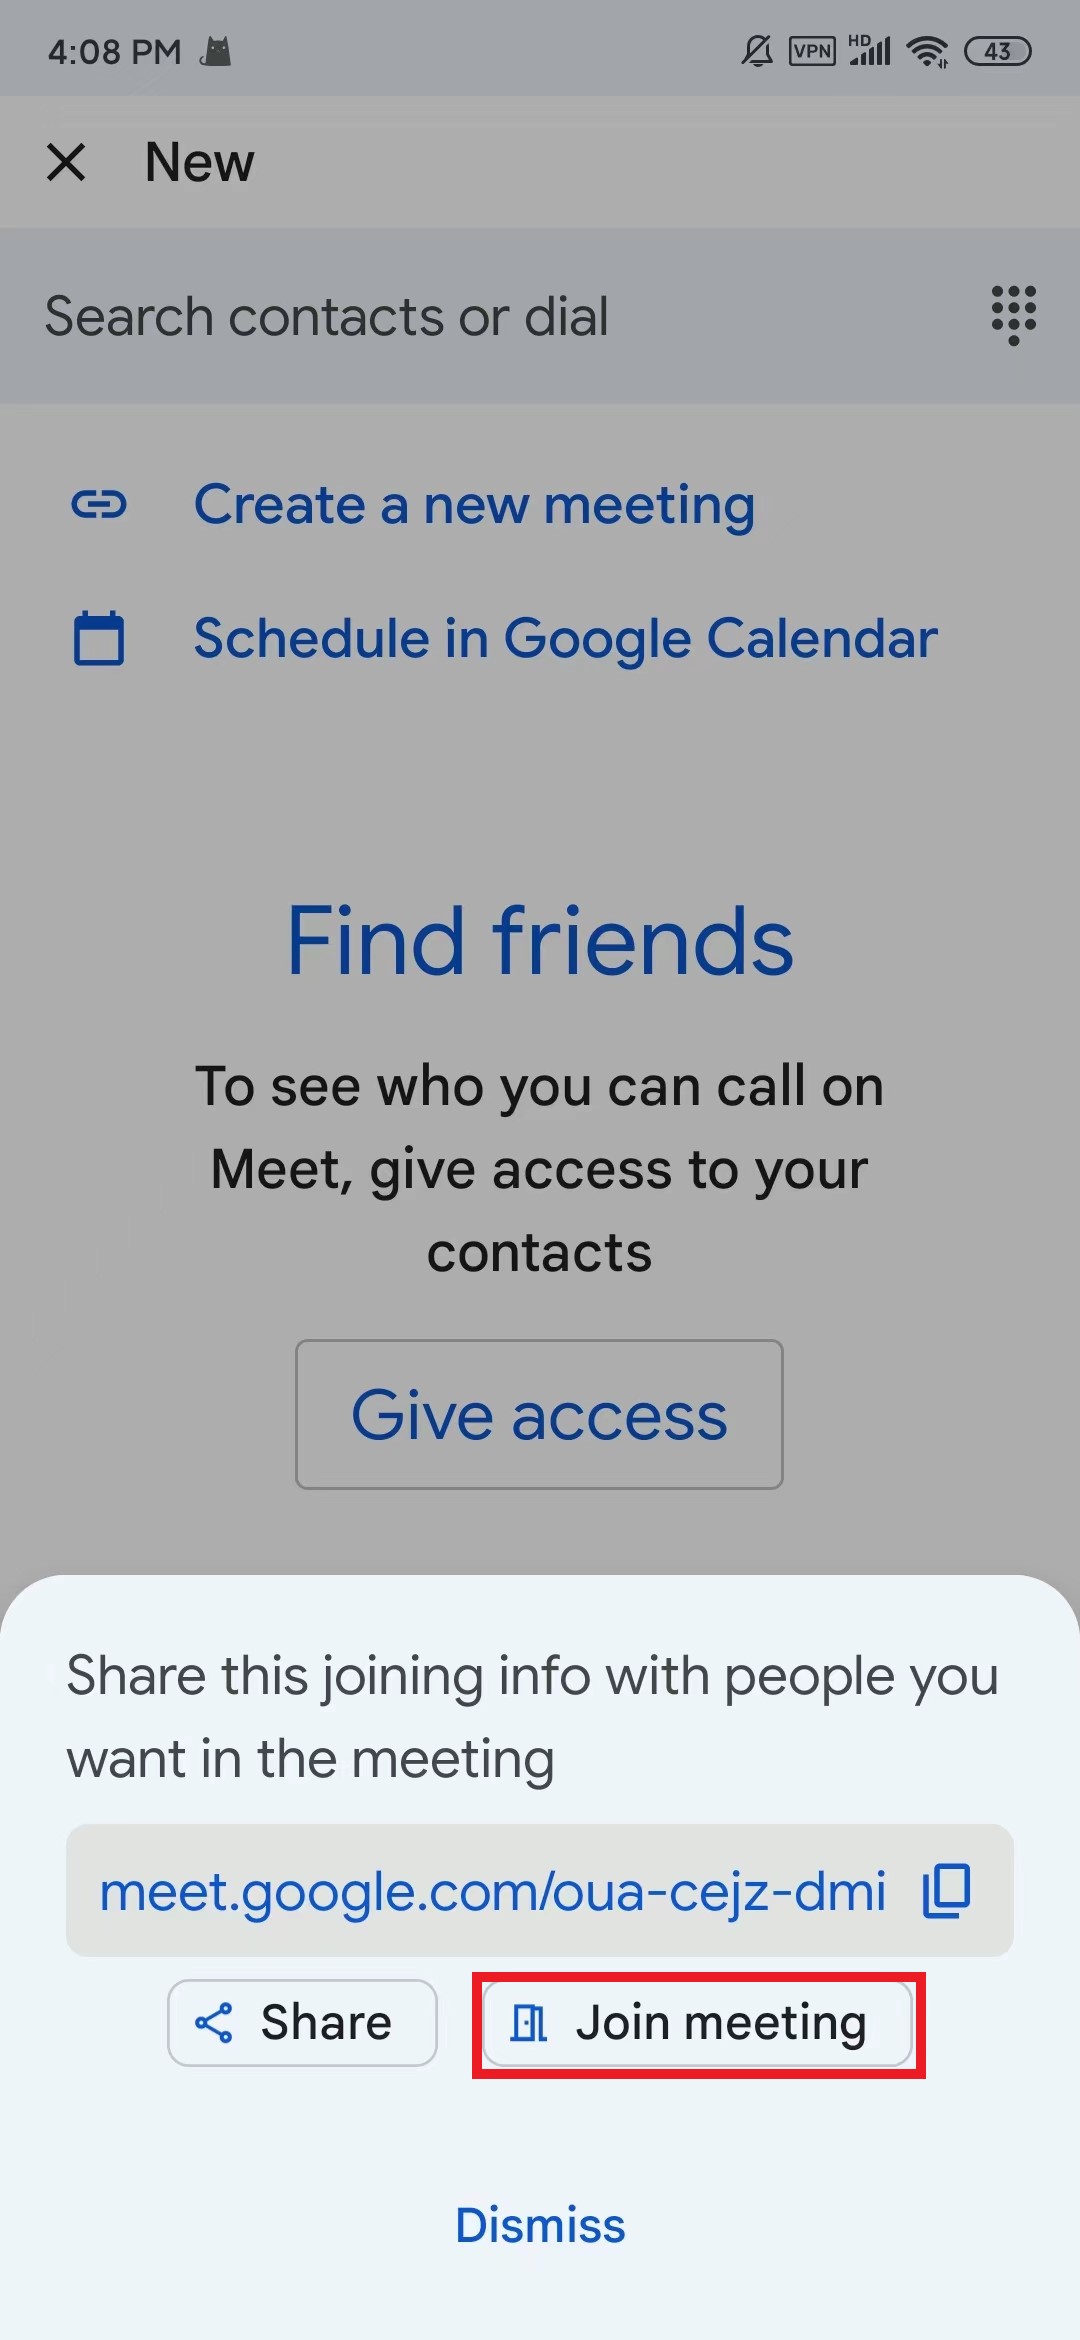 4:08 PM VPN HD 43
New
Search contacts or dial
Create a new meeting
Schedule in Google Calendar
Find friends
To see who you can call on
Meet, give access to your
contacts
Give access
Share this joining info with people you
want in the meeting
meet.google.com/oua-cejz-dmi
Share Join meeting
Dismiss